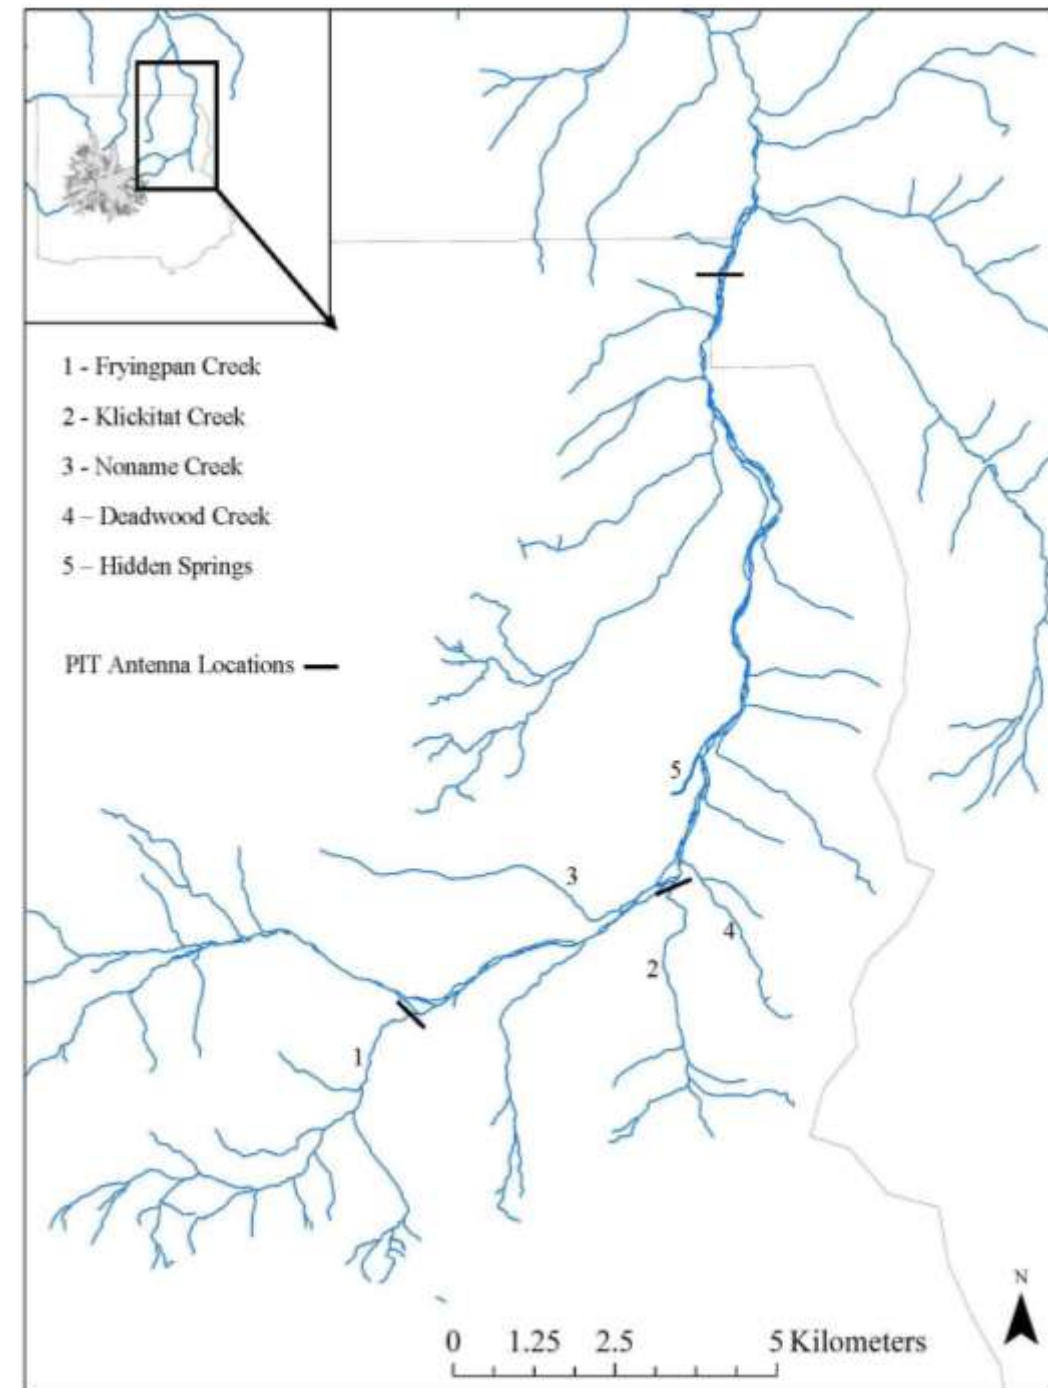 1 - Fryingpan Creek
2 - Klickitat Creek
3 - Noname Creek
4 – Deadwood Creek
5 – Hidden Springs
PIT Antenna Locations
5
3
4
2
1
N
0 1.25 2.5 5 Kilometers